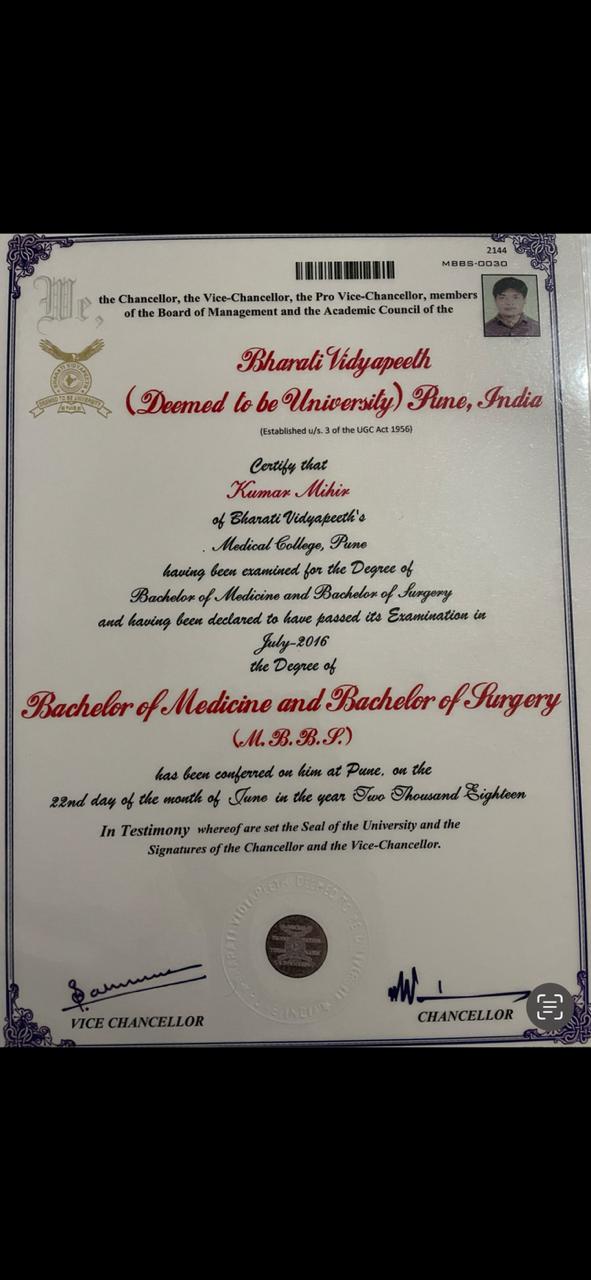 2144
MBBS-0030
We, the Chancellor, the Vice-Chancellor, the Pro Vice-Chancellor, members
of the Board of Management and the Academic Council of the
Bharati Vidyapeeth
(Deemed to be University) Pune, India
(Established u/s. 3 of the UGC Act 1956)
Certify that
Kumar Mihir
of Bharati Vidyapeeth's
. Medical College, Pune
having been examined for the Degree of
Bachelor of Medicine and Bachelor of Surgery
and having been declared to have passed its Examination in
July-2016
the Degree of
Bachelor of Medicine and Bachelor of Surgery
(M.B.B.S.)
has been conferred on him at Pune, on the
22nd day of the month of June in the year Two Thousand Eighteen
In Testimony whereof are set the Seal of the University and the
Signatures of the Chancellor and the Vice-Chancellor.
VICE CHANCELLOR
CHANCELLOR